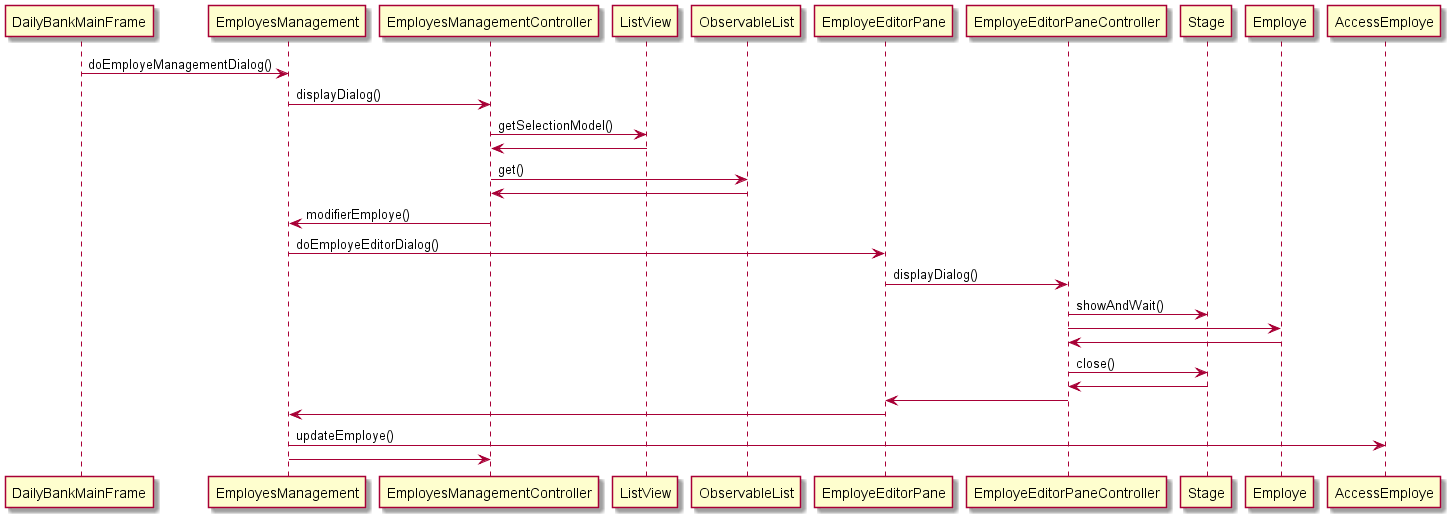 DailyBankMainFrame EmployesManagement EmployesManagementController ListView ObservableList EmployeEditorPane EmployeEditorPaneController Stage Employe AccessEmploye
doEmployeManagementDialog()
displayDialog()
getSelectionModel()
get()
modifierEmploye()
doEmployeEditorDialog()
displayDialog()
showAndWait()
close()
updateEmploye()
DailyBankMainFrame EmployesManagement EmployesManagementController ListView ObservableList EmployeEditorPane EmployeEditorPaneController Stage Employe AccessEmploye